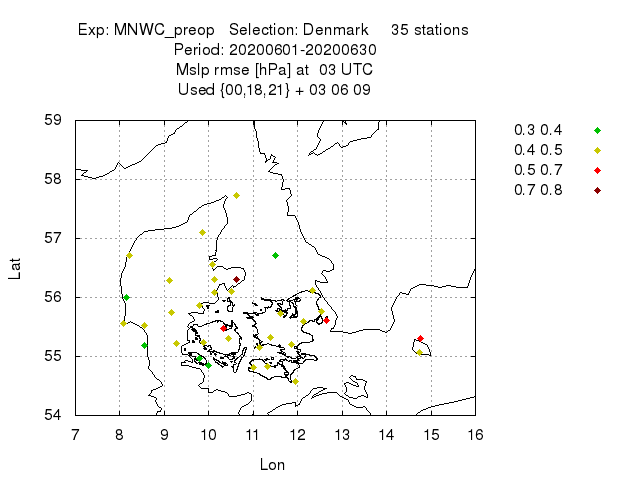 Exp: MNWC_preop Selection: Denmark 35 stations
Period: 20200601-20200630
Mslp rmse [hPa] at 03 UTC
Used {00,18,21} + 03 06 09
59
58
57
56
55
54
Lat
7 8 9 10 11 12 13 14 15 16
Lon
0.3 0.4
0.4 0.5
0.5 0.7
0.7 0.8